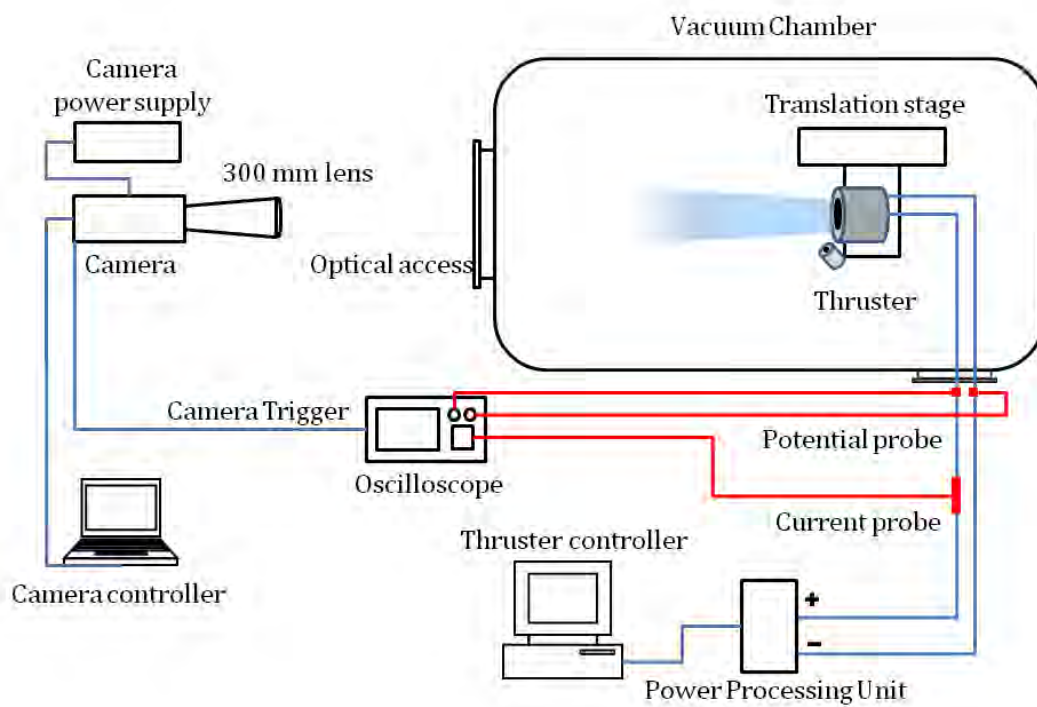 Vacuum Chamber
Camera
power supply
Translation stage
300 mm lens
Camera
Optical access
Thruster
Camera Trigger
Potential probe
Oscilloscope
Current probe
Thruster controller
Camera controller
+
−
Power Processing Unit